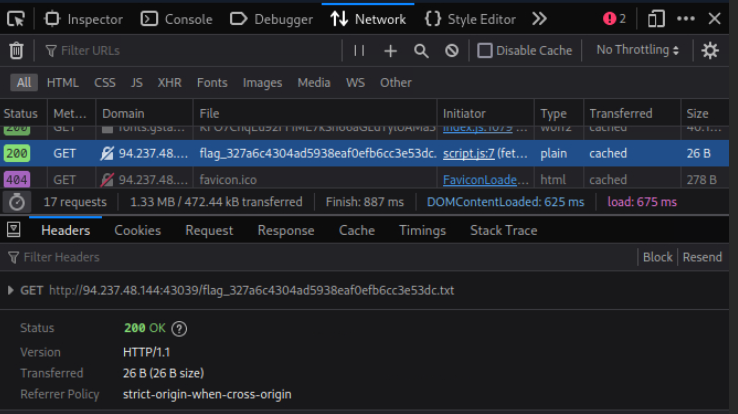 Inspector Console Debugger Network Style Editor 2
Filter URLs Disable Cache No Throttling
All HTML CSS JS XHR Fonts Images Media WS Other
Status Met... Domain File Initiator Type Transferred Size
200 GET fonts.gsta... index.js:1079 woff2 cached
200 GET 94.237.48.... flag_327a6c4304ad5938eaf0efb6cc3e53dc. script.js:7 (fet... plain cached 26 B
404 GET 94.237.48.... favicon.ico FaviconLoade... html cached 278 B
17 requests 1.33 MB / 472.44 kB transferred Finish: 887 ms DOMContentLoaded: 625 ms load: 675 ms
Headers Cookies Request Response Cache Timings Stack Trace
Filter Headers Block Resend
GET http://94.237.48.144:43039/flag_327a6c4304ad5938eaf0efb6cc3e53dc.txt
Status 200 OK ?
Version HTTP/1.1
Transferred 26 B (26 B size)
Referrer Policy strict-origin-when-cross-origin